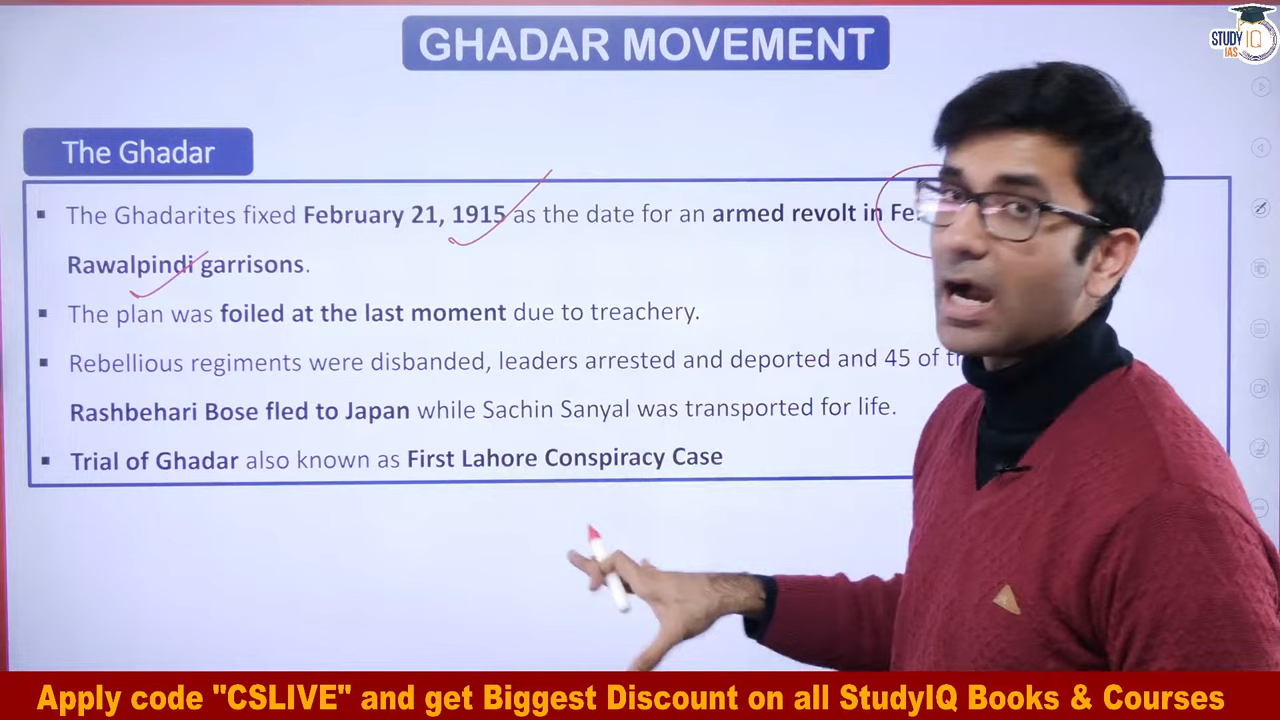 GHADAR MOVEMENT
STUDY IQ
IAS
The Ghadar
▪ The Ghadarites fixed February 21, 1915 as the date for an armed revolt in
Rawalpindi garrisons.
▪ The plan was foiled at the last moment due to treachery.
▪ Rebellious regiments were disbanded, leaders arrested and deported and 45 of
Rashbehari Bose fled to Japan while Sachin Sanyal was transported for life.
▪ Trial of Ghadar also known as First Lahore Conspiracy Case
Apply code "CSLIVE" and get Biggest Discount on all StudyIQ Books & Courses